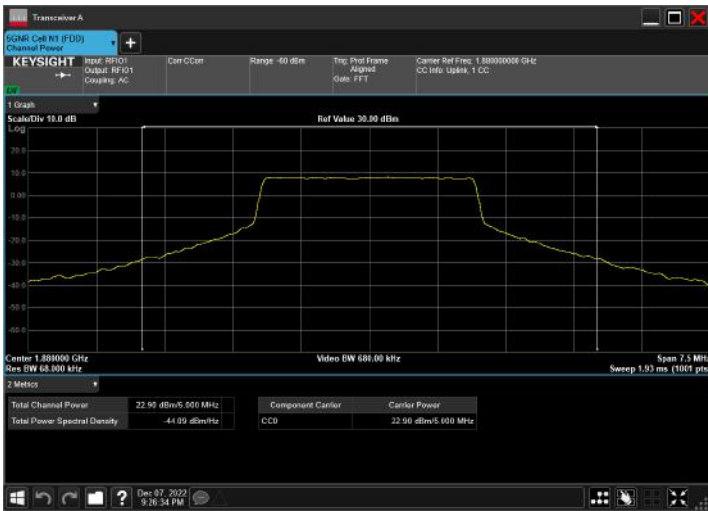 Transceiver A
5GNR Cell N1 (FDD)
Channel Power
KEYSIGHT
Input: RFIO1
Output: RFIO1
Coupling: AC
Corr CCorr
Range: -60 dBm
Trig: Prot Frame
Aligned
Gate: FFT
Carrier Ref Freq: 1.880000000 GHz
CC Info: Uplink, 1 CC
1 Graph
Scale/Div 10.0 dB
Ref Value 30.00 dBm
Log
20.0
10.0
0.00
-10.0
-20.0
-30.0
-40.0
-50.0
-60.0
Center 1.880000 GHz
Video BW 680.00 kHz
Span 7.5 MHz
Res BW 68.000 kHz
Sweep 1.93 ms (1001 pts
2 Metrics
Total Channel Power 22.90 dBm/5.000 MHz
Total Power Spectral Density -44.09 dBm/Hz
Component Carrier Carrier Power
CC0 22.90 dBm/5.000 MHz
?
Dec 07, 2022
9:26:34 PM